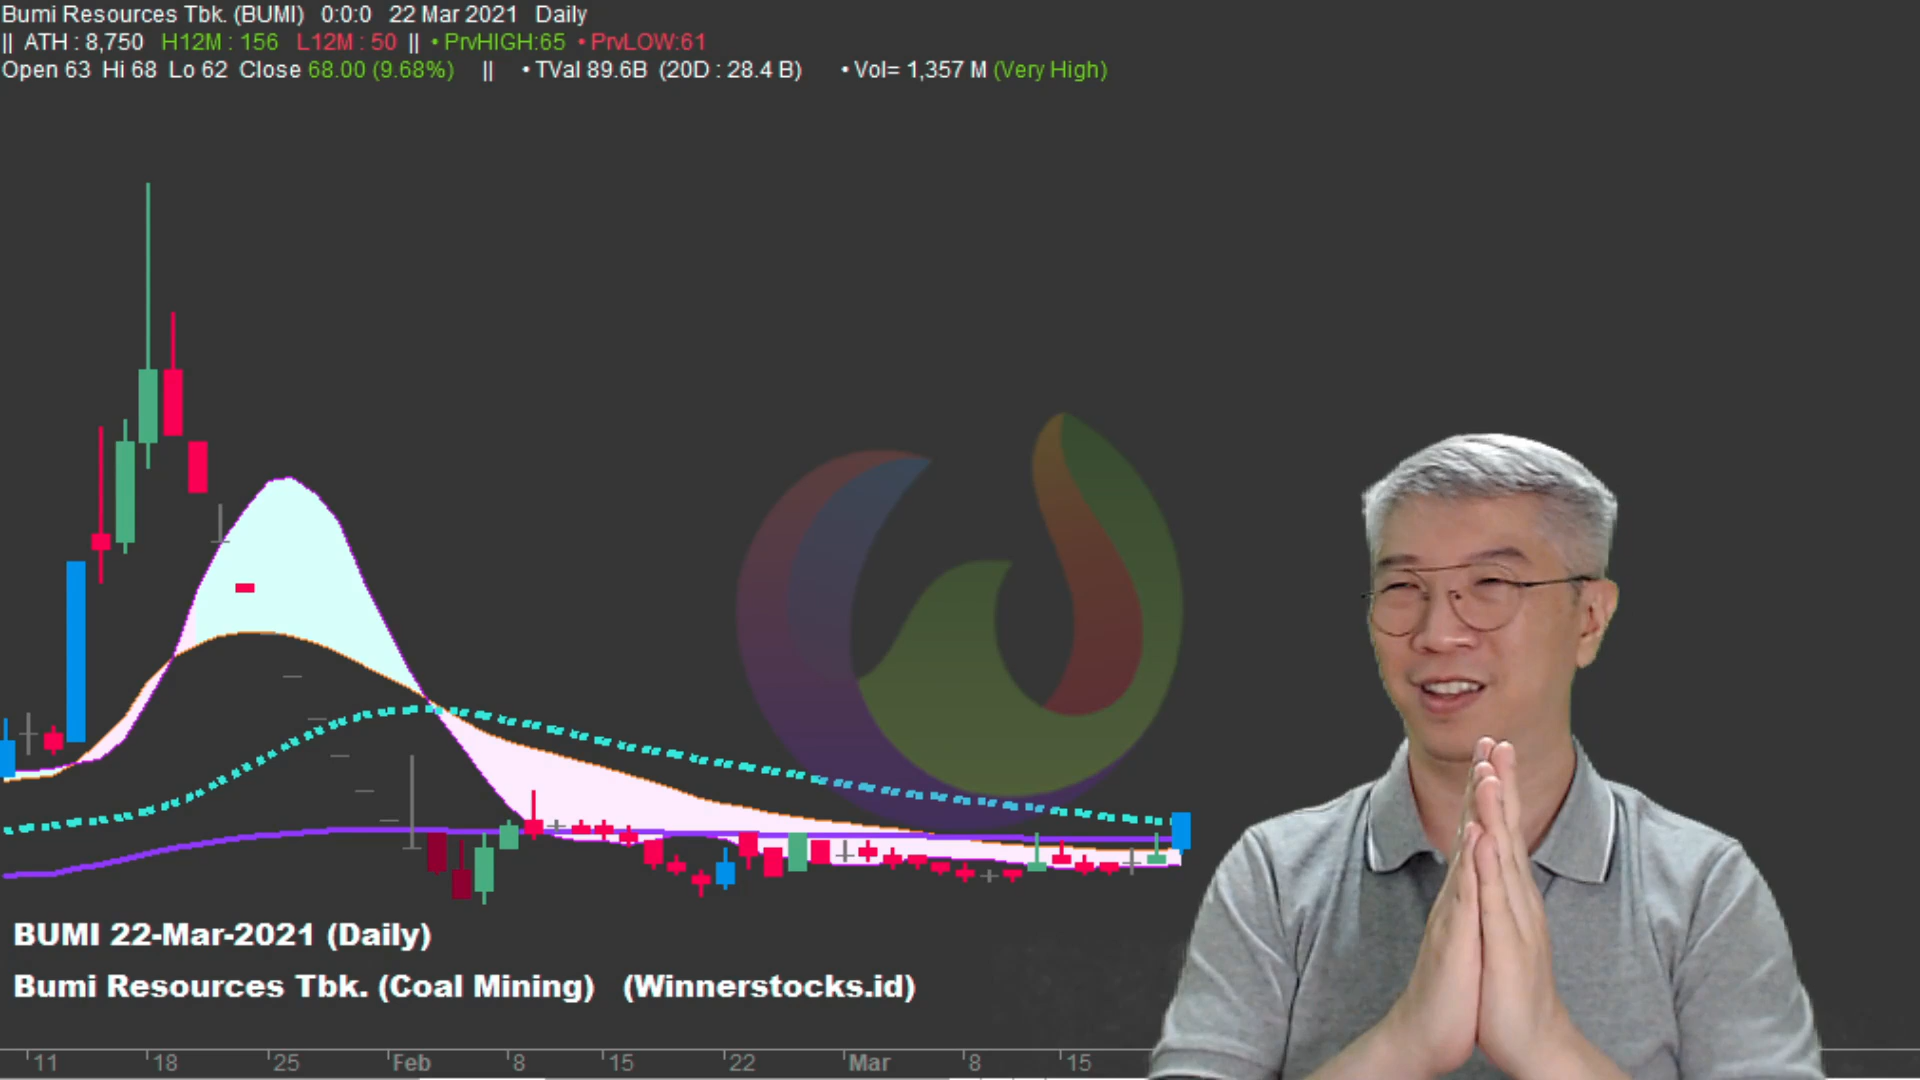 Bumi Resources Tbk. (BUMI) 0:0:0 22 Mar 2021 Daily
|| ATH : 8,750 H12M : 156 L12M : 50 || • PrvHIGH:65 • PrvLOW:61
Open 63 Hi 68 Lo 62 Close 68.00 (9.68%) || • TVal 89.6B (20D : 28.4 B) • Vol= 1,357 M (Very High)
BUMI 22-Mar-2021 (Daily)
Bumi Resources Tbk. (Coal Mining) (Winnerstocks.id)
11 18 25 Feb 8 15 22 Mar 8 15